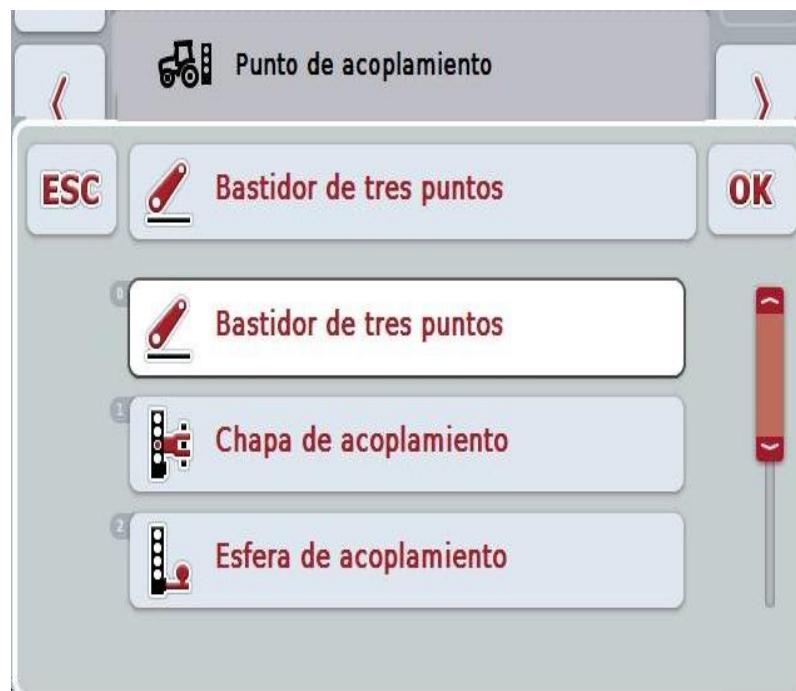 Punto de acoplamiento
ESC
Bastidor de tres puntos
OK
0
Bastidor de tres puntos
1
Chapa de acoplamiento
2
Esfera de acoplamiento